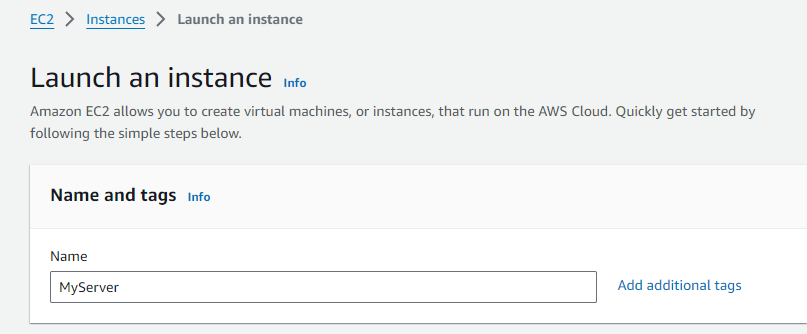 EC2 > Instances > Launch an instance
Launch an instance Info
Amazon EC2 allows you to create virtual machines, or instances, that run on the AWS Cloud. Quickly get started by
following the simple steps below.
Name and tags Info
Name
MyServer Add additional tags